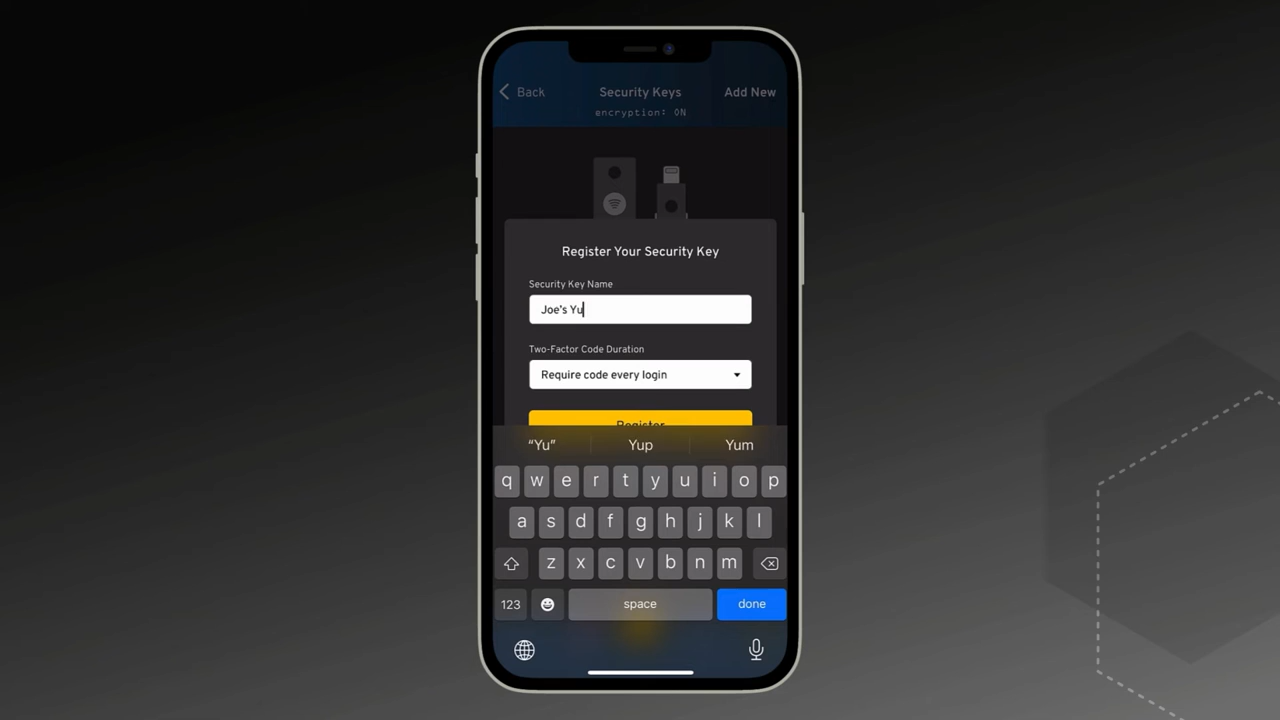 Back Security Keys Add New
encryption: ON
Register Your Security Key
Security Key Name
Joe's Yu
Two-Factor Code Duration
Require code every login
Register
“Yu” Yup Yum
q w e r t y u i o p
a s d f g h j k l
z x c v b n m
123 space done